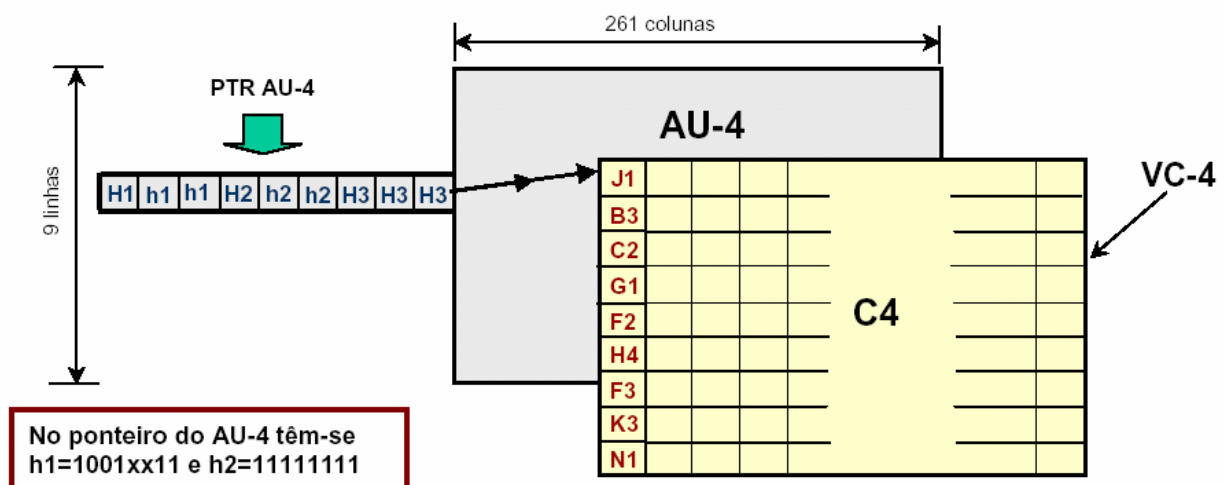 261 colunas
PTR AU-4
AU-4
9 linhas
H1 h1 h1 H2 h2 h2 H3 H3 H3
J1
VC-4
B3
C2
G1
C4
F2
H4
F3
K3
N1
No ponteiro do AU-4 têm-se
h1=1001xx11 e h2=11111111